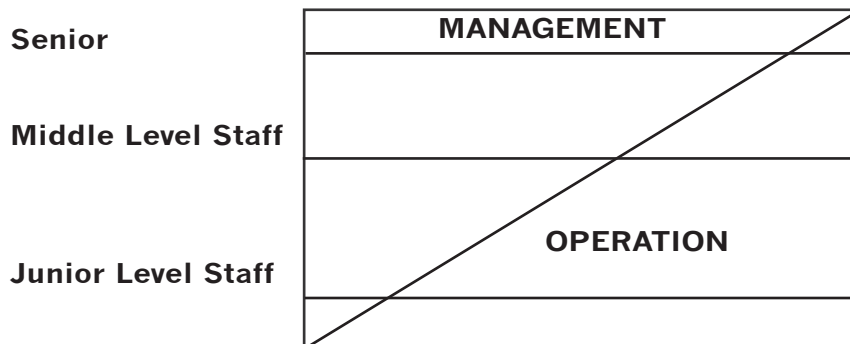 Senior
MANAGEMENT
Middle Level Staff
OPERATION
Junior Level Staff